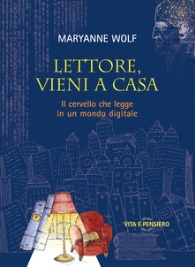 MARYANNE WOLF
LETTORE,
VIENI A CASA
Il cervello che legge
in un mondo digitale
VITA E PENSIERO